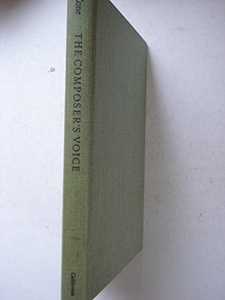 Cone
THE COMPOSER'S VOICE
California